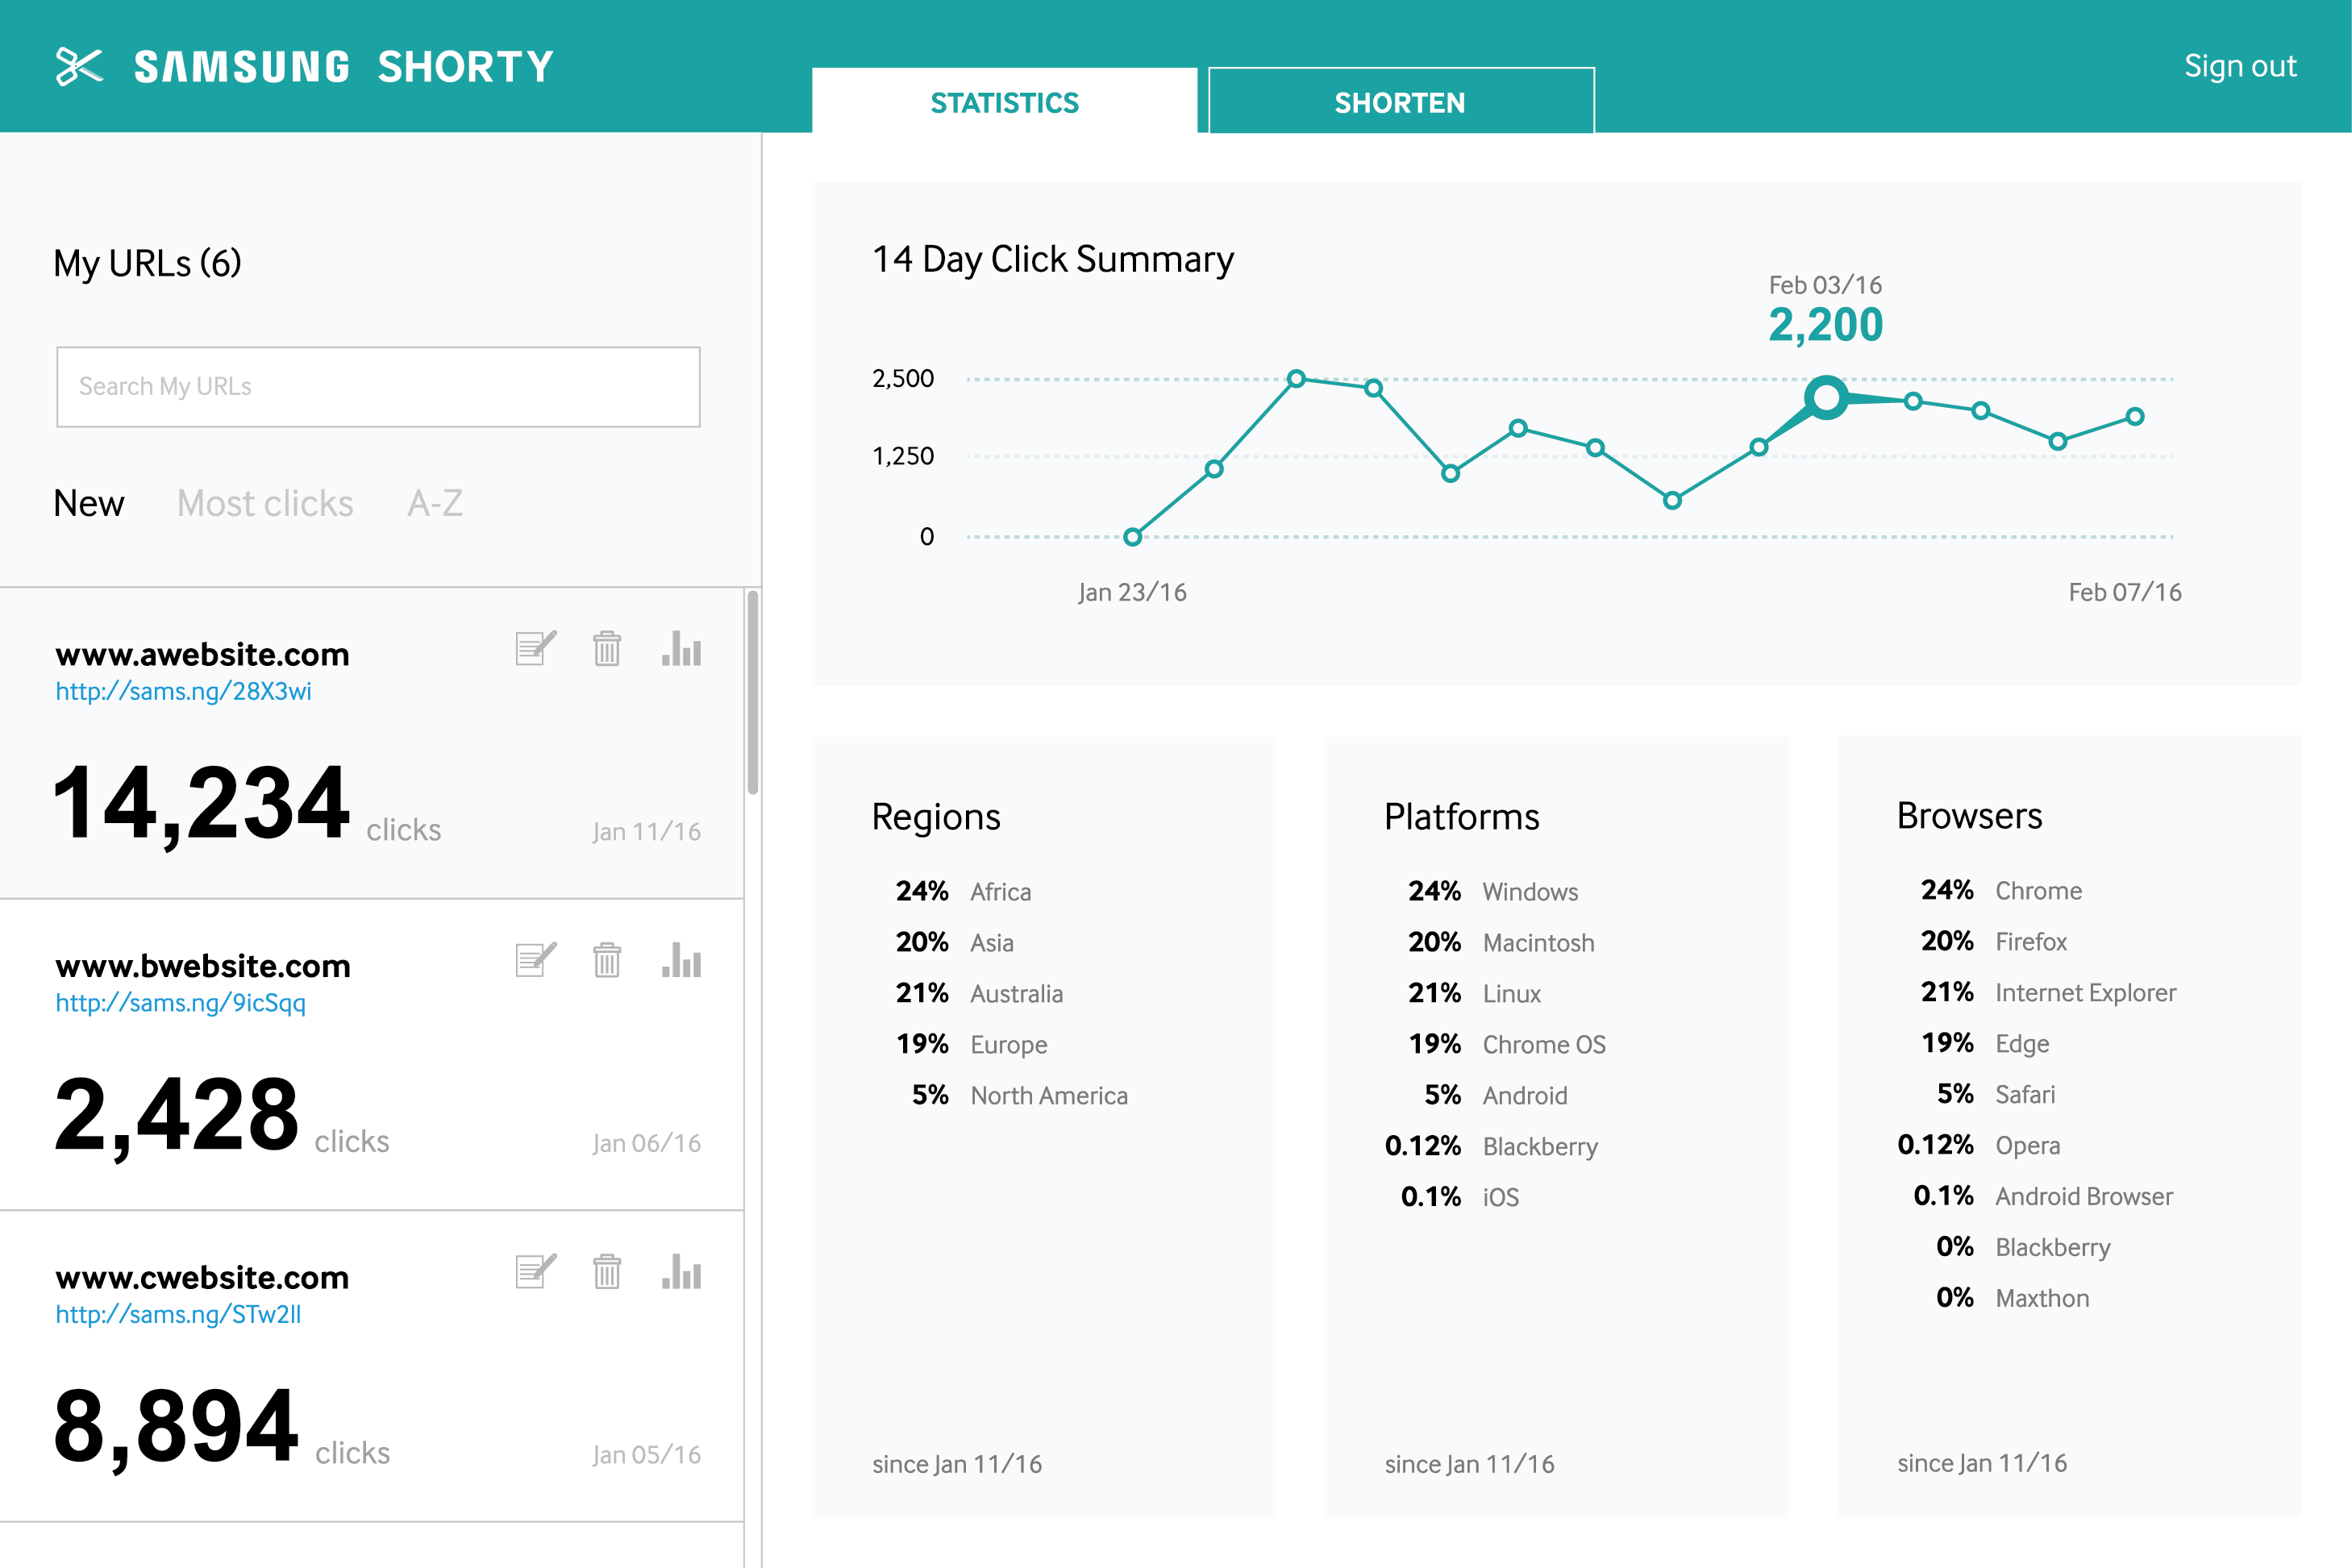 SAMSUNG SHORTY
STATISTICS
SHORTEN
Sign out
My URLs (6)
Search My URLs
New Most clicks A-Z
www.awebsite.com
http://sams.ng/28X3wi
14,234 clicks
Jan 11/16
www.bwebsite.com
http://sams.ng/9icSqq
2,428 clicks
Jan 06/16
www.cwebsite.com
http://sams.ng/STw2ll
8,894 clicks
Jan 05/16
14 Day Click Summary
Feb 03/16
2,200
2,500
1,250
0
Jan 23/16
Feb 07/16
Regions
24% Africa
20% Asia
21% Australia
19% Europe
5% North America
since Jan 11/16
Platforms
24% Windows
20% Macintosh
21% Linux
19% Chrome OS
5% Android
0.12% Blackberry
0.1% iOS
since Jan 11/16
Browsers
24% Chrome
20% Firefox
21% Internet Explorer
19% Edge
5% Safari
0.12% Opera
0.1% Android Browser
0% Blackberry
0% Maxthon
since Jan 11/16